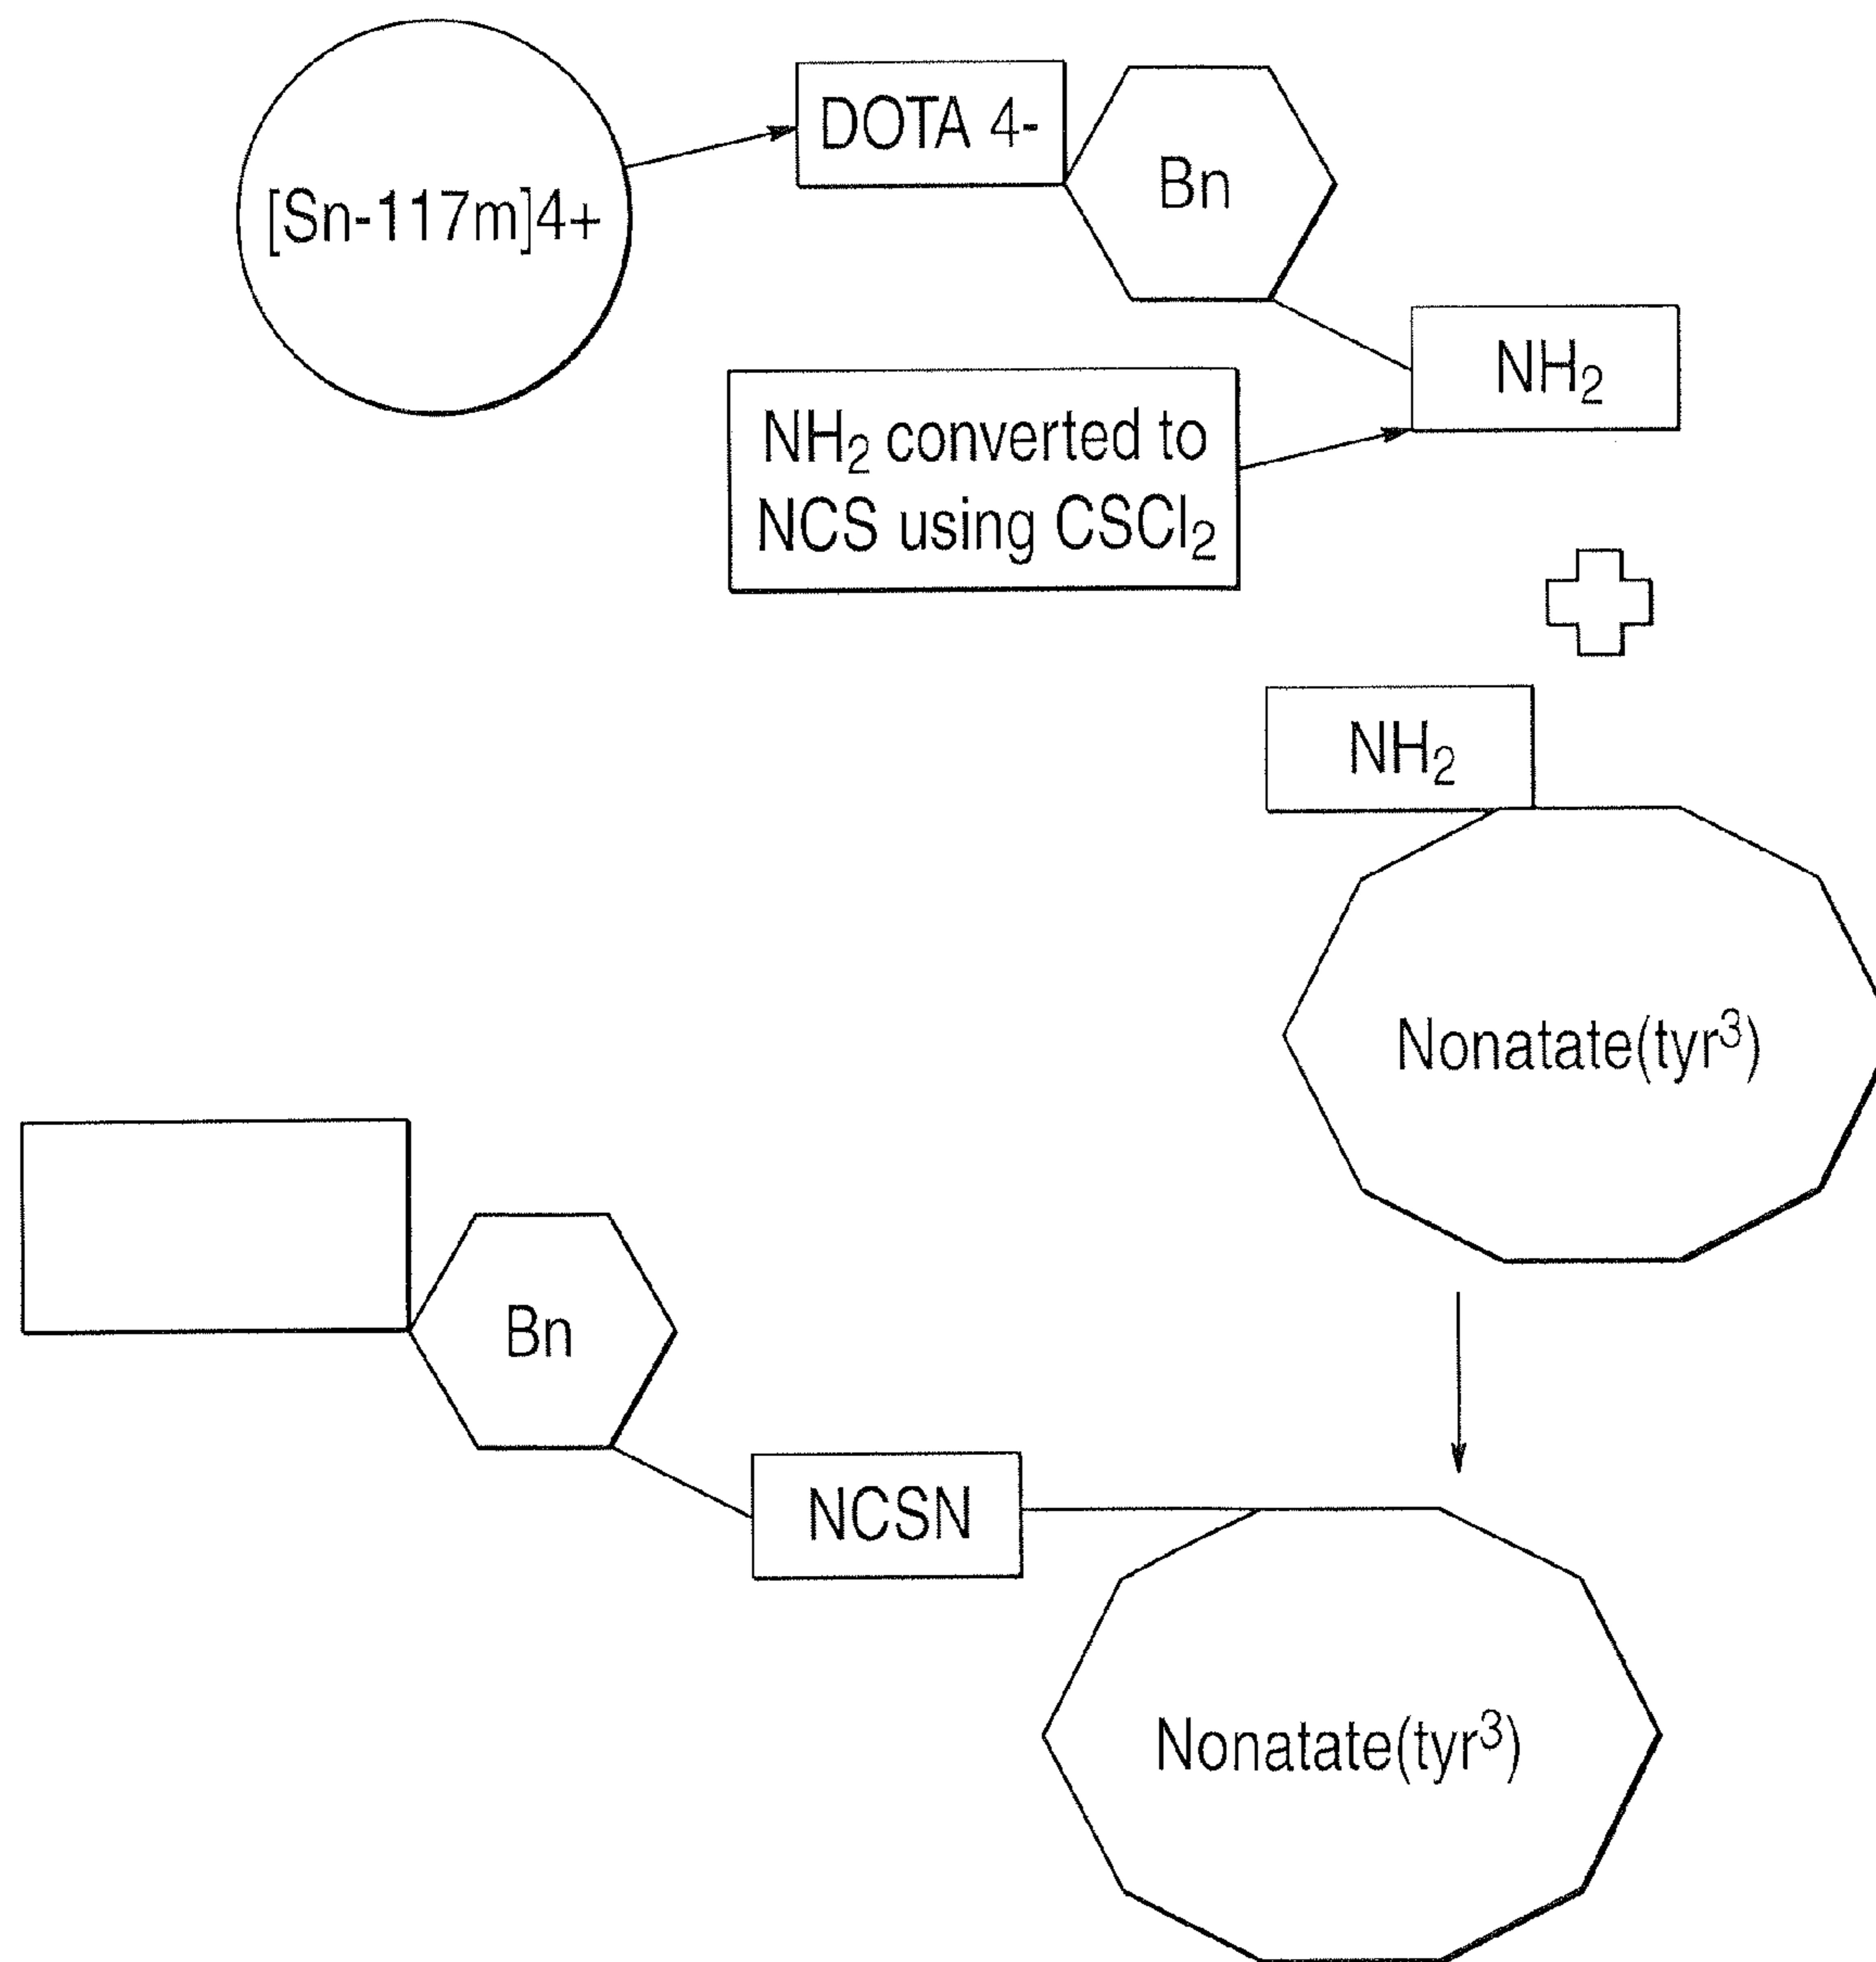 [Sn-117m]4+
DOTA 4-
Bn
NH₂
NH₂ converted to
NCS using CSCl₂
NH₂
Nonatate(tyr³)
Bn
NCSN
Nonatate(tyr³)